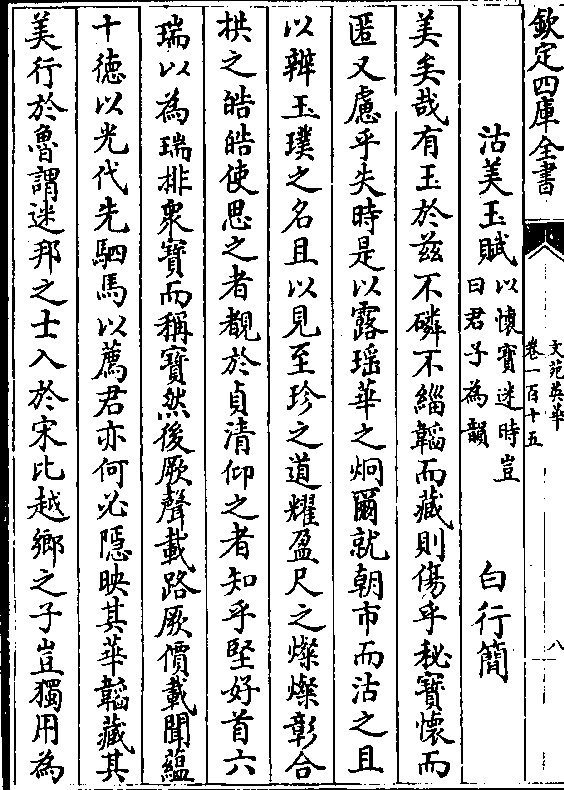 欽定四庫全書
文苑英華
卷一百十五
八
沽美玉賦
以懷寶迷時豈
曰君子為韻
白行簡
美矣哉有玉於兹不磷不緇韞而藏則傷乎秘寶懷而
匿又慮乎失時是以露瑶華之炯爾就朝市而沽之且
以辨玉璞之名且以見至珍之道耀盈尺之燦燦彰合
拱之皓皓使思之者覩於貞清仰之者知乎堅好首六
瑞以為瑞排衆寶而稱寶然後厥聲載路厥價載聞藴
十徳以光代先駟馬以薦君亦何必隠映其華韞藏其
美行於魯謂迷邦之士入於宋比越鄉之子豈獨用為